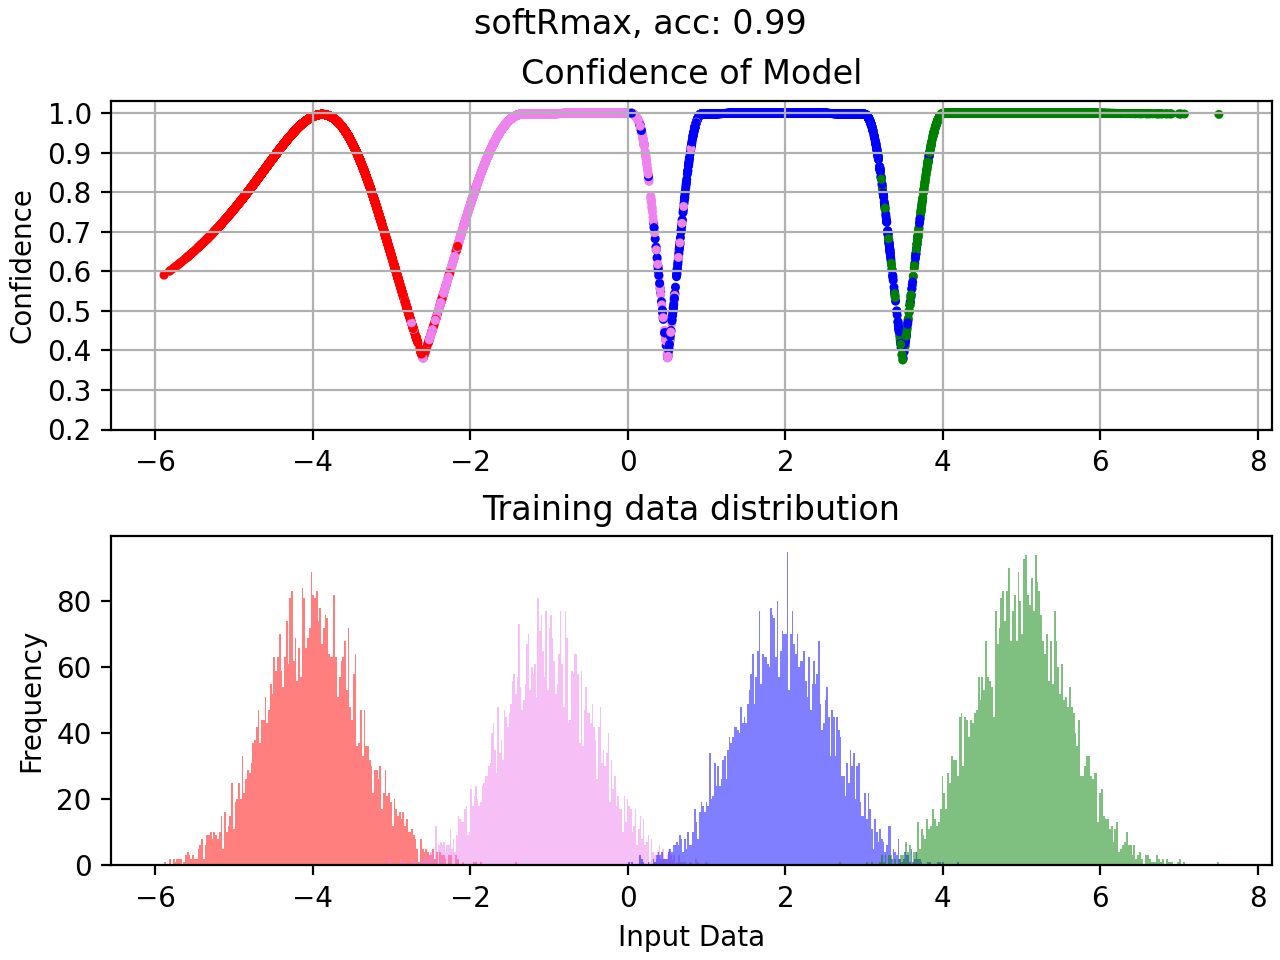 softRmax, acc: 0.99
Confidence of Model
Confidence
1.0
0.9
0.8
0.7
0.6
0.5
0.4
0.3
0.2
−6 −4 −2 0 2 4 6 8
Training data distribution
Frequency
80
60
40
20
0
−6 −4 −2 0 2 4 6 8
Input Data